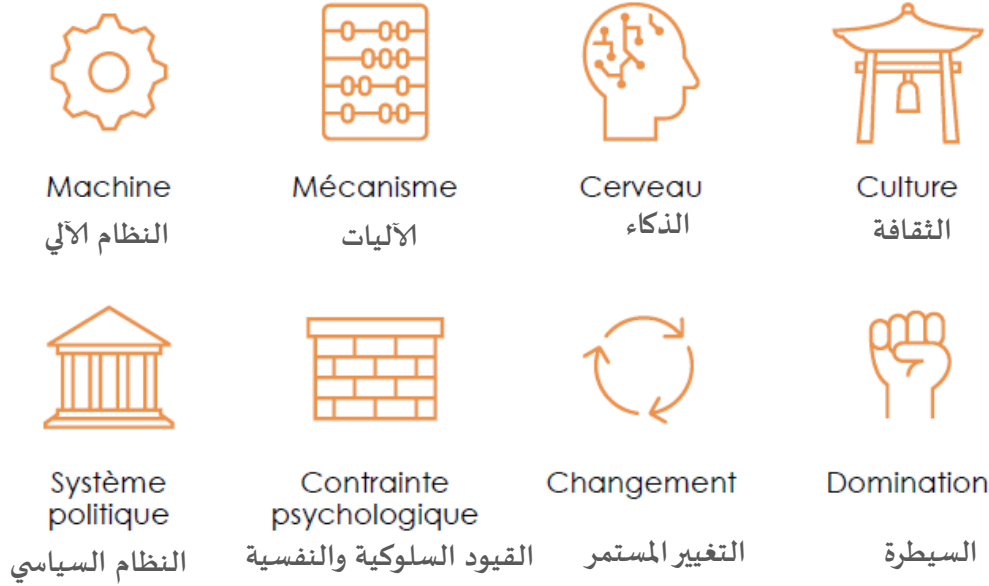 Machine
النظام الآلي
Mécanisme
الآليات
Cerveau
الذكاء
Culture
الثقافة
Système
politique
النظام السياسي
Contrainte
psychologique
القيود السلوكية والنفسية
Changement
التغيير المستمر
Domination
السيطرة